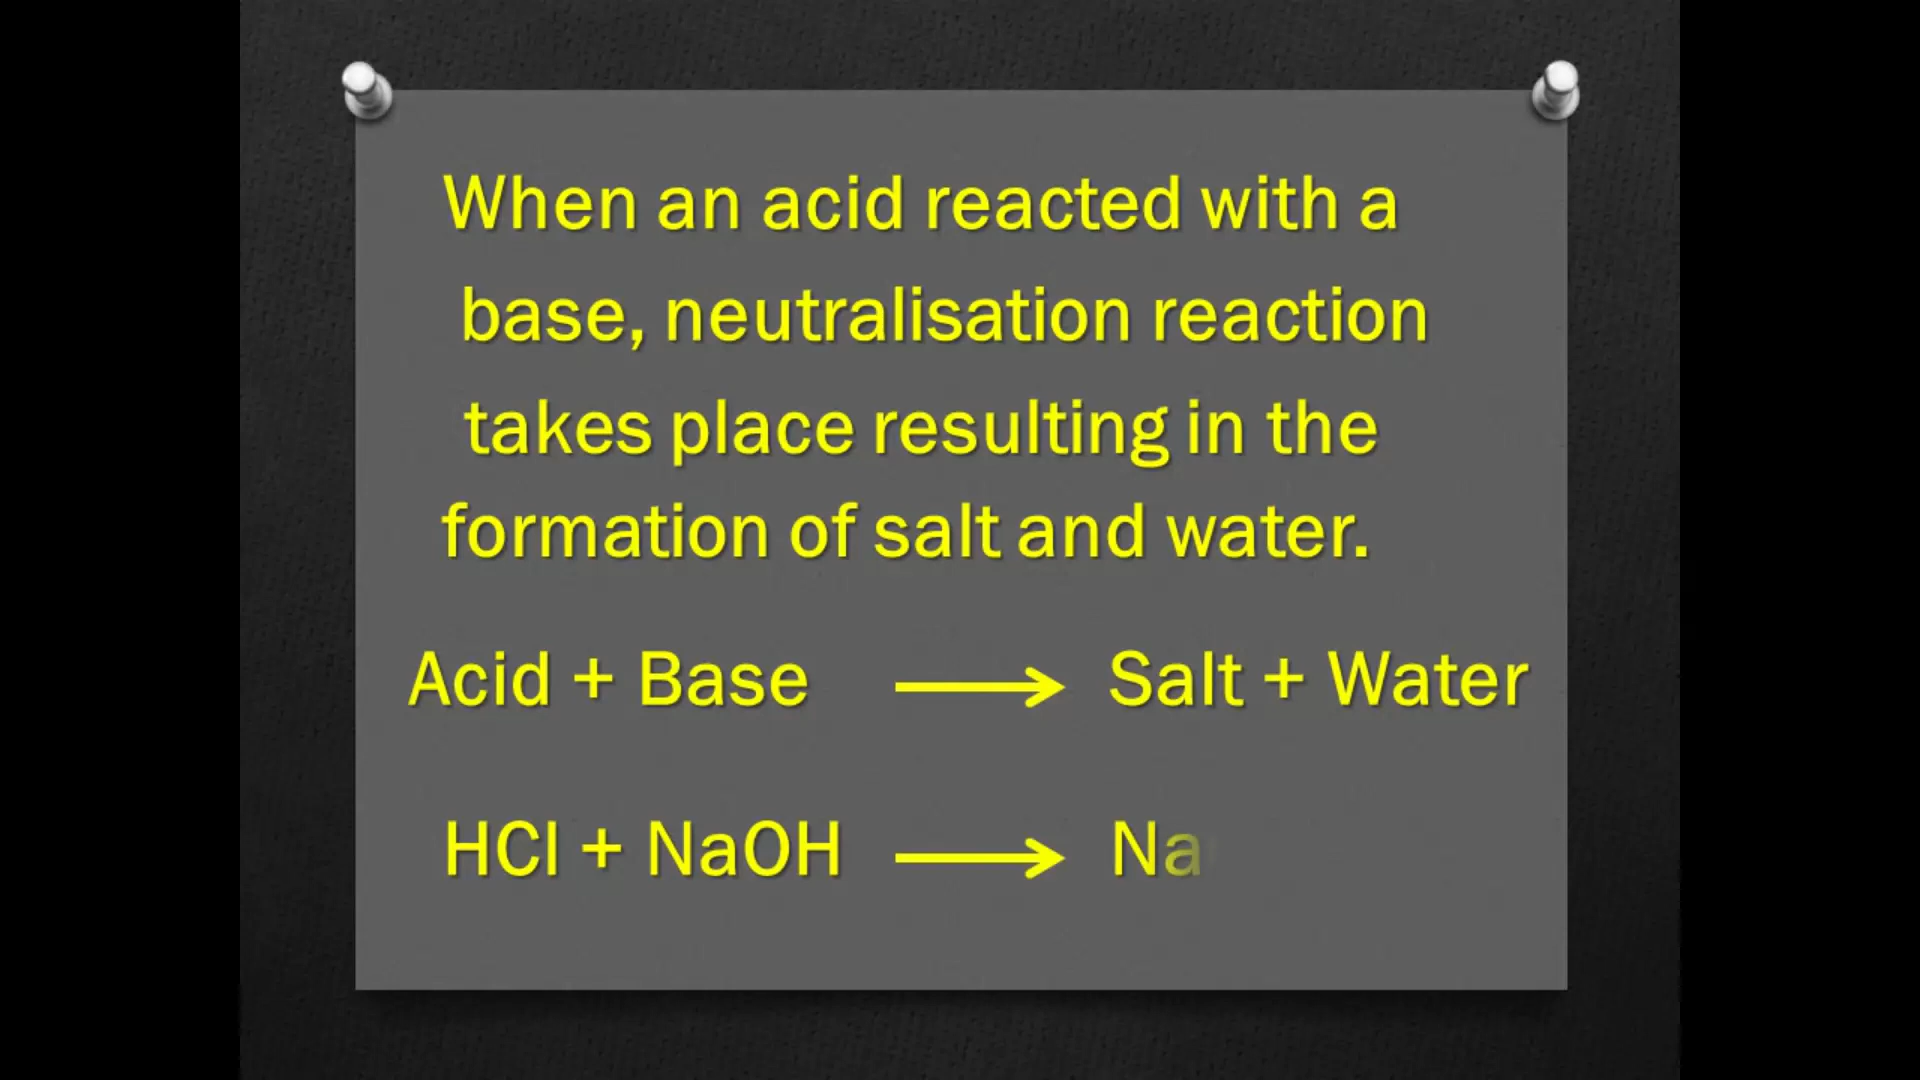 When an acid reacted with a
base, neutralisation reaction
takes place resulting in the
formation of salt and water.
Acid + Base → Salt + Water
HCl + NaOH → Na